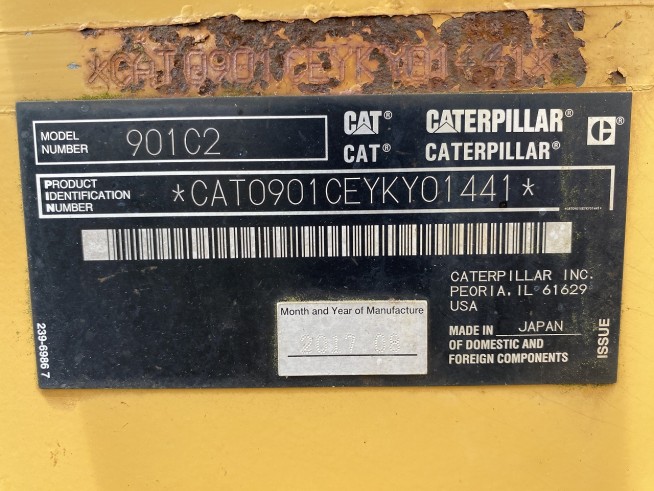 *CAT0901CEYKY01441*
MODEL NUMBER 901C2
CAT® CATERPILLAR® C®
CAT® CATERPILLAR®
PRODUCT IDENTIFICATION NUMBER *CAT0901CEYKY01441*
*CAT0901CEYKY01441*
CATERPILLAR INC.
PEORIA, IL 61629
USA
Month and Year of Manufacture
MADE IN JAPAN
OF DOMESTIC AND
FOREIGN COMPONENTS
ISSUE
239-6986 7